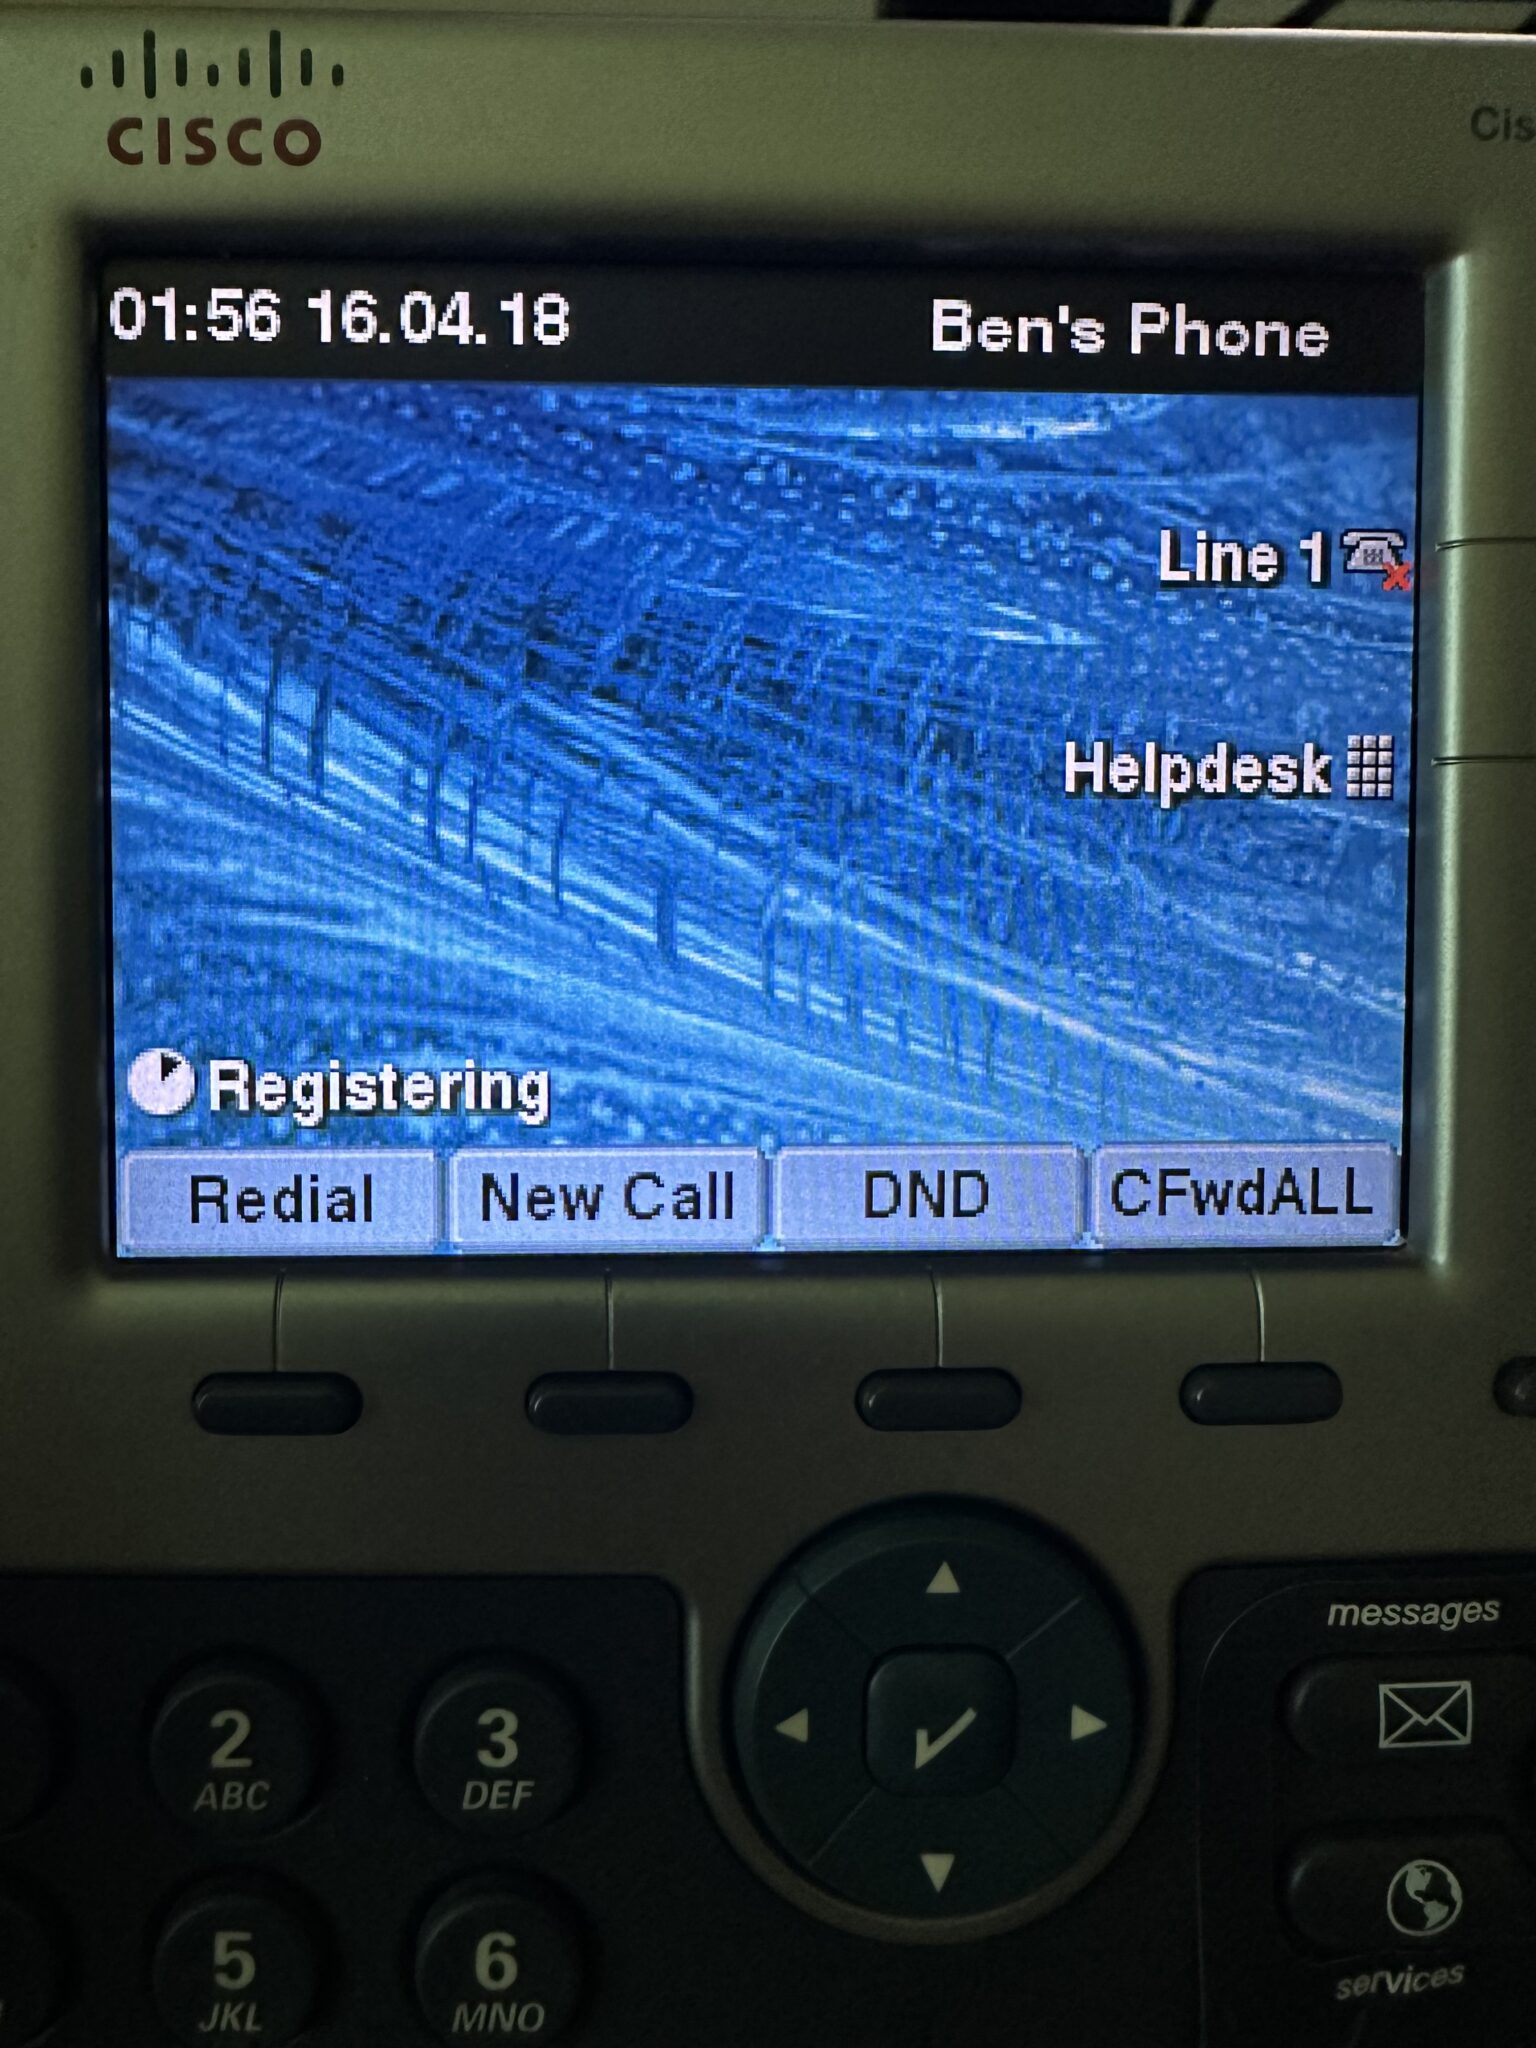 CISCO
Cis
01:56 16.04.18 Ben's Phone
Line 1
Helpdesk
Registering
Redial New Call DND CFwdALL
messages
2 3
ABC DEF
5 6
JKL MNO
services